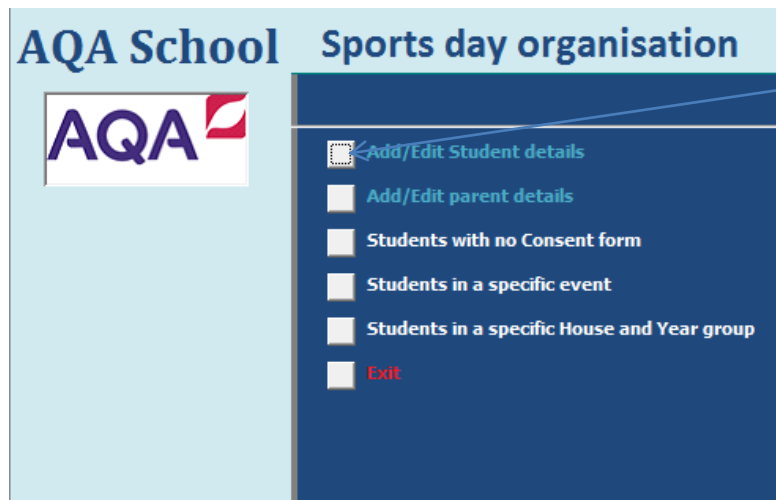 AQA School
Sports day organisation
AQA
Add/Edit Student details
Add/Edit parent details
Students with no Consent form
Students in a specific event
Students in a specific House and Year group
Exit